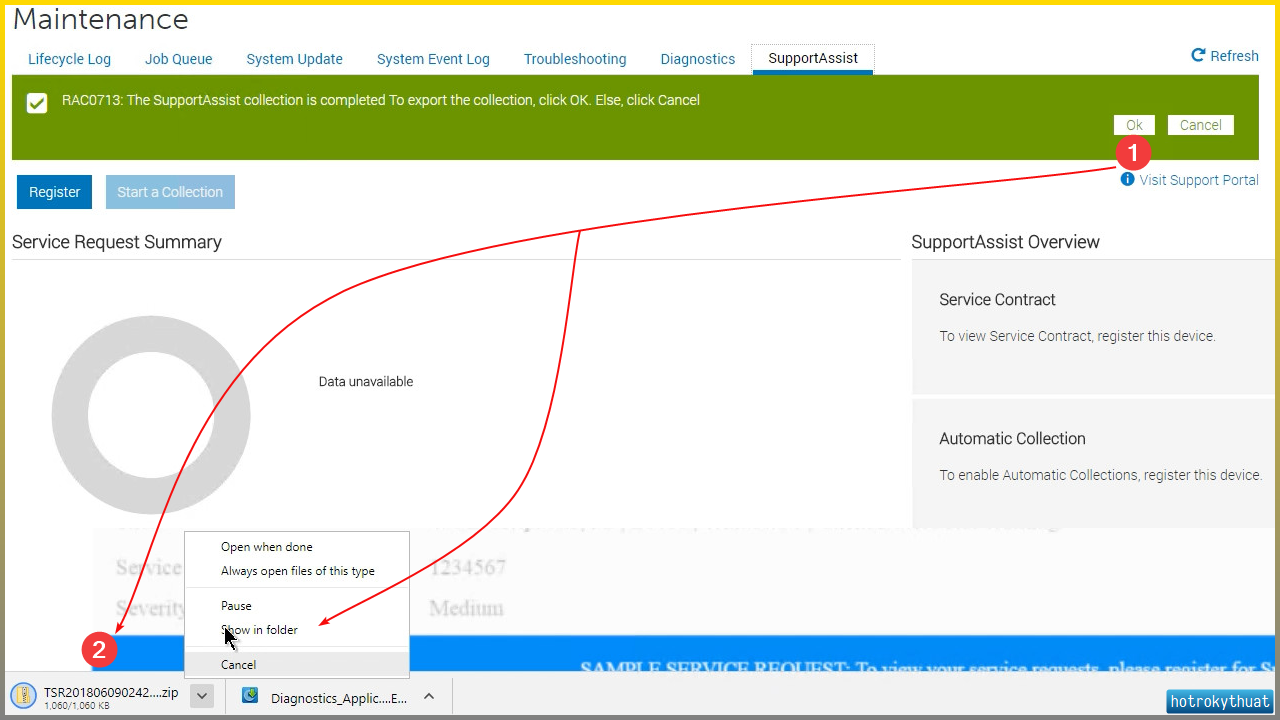 Maintenance
Lifecycle Log Job Queue System Update System Event Log Troubleshooting Diagnostics SupportAssist Refresh
RAC0713: The SupportAssist collection is completed To export the collection, click OK. Else, click Cancel
Ok Cancel
1
Register Start a Collection
Visit Support Portal
Service Request Summary
SupportAssist Overview
Service Contract
To view Service Contract, register this device.
Data unavailable
Automatic Collection
To enable Automatic Collections, register this device.
Open when done
Always open files of this type
Pause
Show in folder
Cancel
Service 1234567
Severity Medium
2
SAMPLE SERVICE REQUEST: To view your service requests, please register for S
TSR201806090242....zip
1,060/1,060 KB
Diagnostics_Applic....E...
hotrokythuat